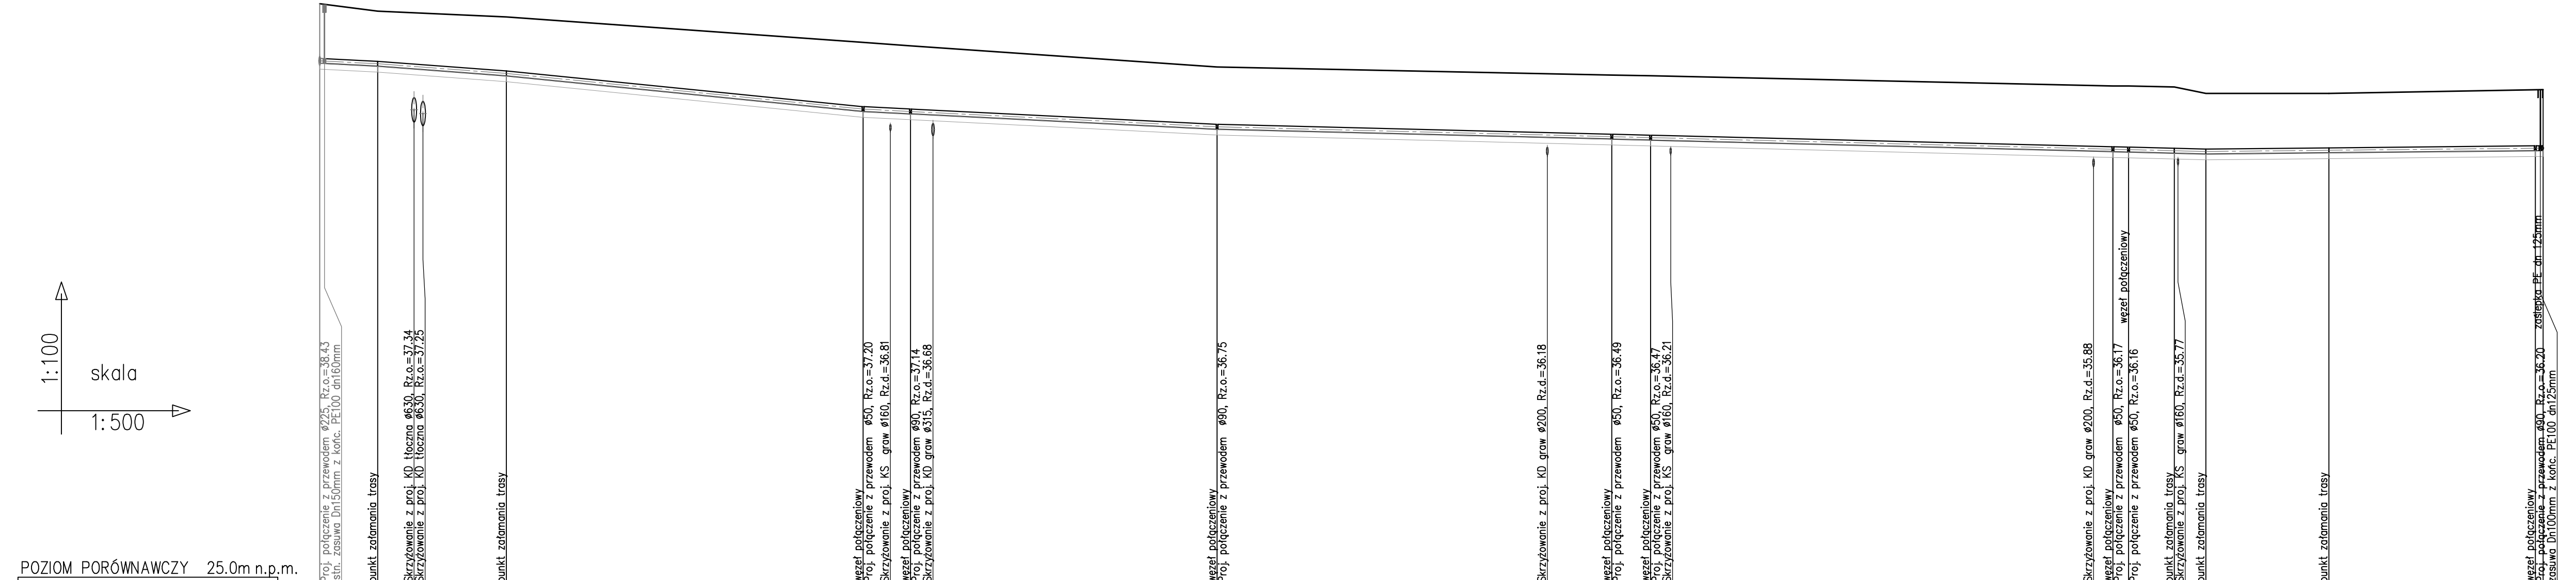 1:100
skala
1:500
POZIOM PORÓWNAWCZY 25.0m n.p.m.
Proj. połączenie z przewodem ø225, Rz.o.=38.43
istn. zasuwa Dn150mm z końc. PE100 dn160mm
punkt załamania trasy
Skrzyżowanie z proj. KD tłoczna ø630, Rz.o.=37.34
Skrzyżowanie z proj. KD tłoczna ø630, Rz.o.=37.25
punkt załamania trasy
węzeł połączeniowy
Proj. połączenie z przewodem ø50, Rz.o.=37.20
Skrzyżowanie z proj. KS graw ø160, Rz.d.=36.81
węzeł połączeniowy
Proj. połączenie z przewodem ø90, Rz.o.=37.14
Skrzyżowanie z proj. KD graw ø315, Rz.d.=36.68
węzeł połączeniowy
Proj. połączenie z przewodem ø90, Rz.o.=36.75
Skrzyżowanie z proj. KD graw ø200, Rz.d.=36.18
węzeł połączeniowy
Proj. połączenie z przewodem ø50, Rz.o.=36.49
węzeł połączeniowy
Proj. połączenie z przewodem ø50, Rz.o.=36.47
Skrzyżowanie z proj. KS graw ø160, Rz.d.=36.21
Skrzyżowanie z proj. KD graw ø200, Rz.d.=35.88
węzeł połączeniowy
Proj. połączenie z przewodem ø50, Rz.o.=36.17
węzeł połączeniowy
Proj. połączenie z przewodem ø50, Rz.o.=36.16
punkt załamania trasy
Skrzyżowanie z proj. KS graw ø160, Rz.d.=35.77
punkt załamania trasy
punkt załamania trasy
węzeł połączeniowy
zaślepka PE dn 125mm
Proj. połączenie z przewodem ø90, Rz.o.=36.20
zasuwa Dn100mm z końc. PE100 dn125mm